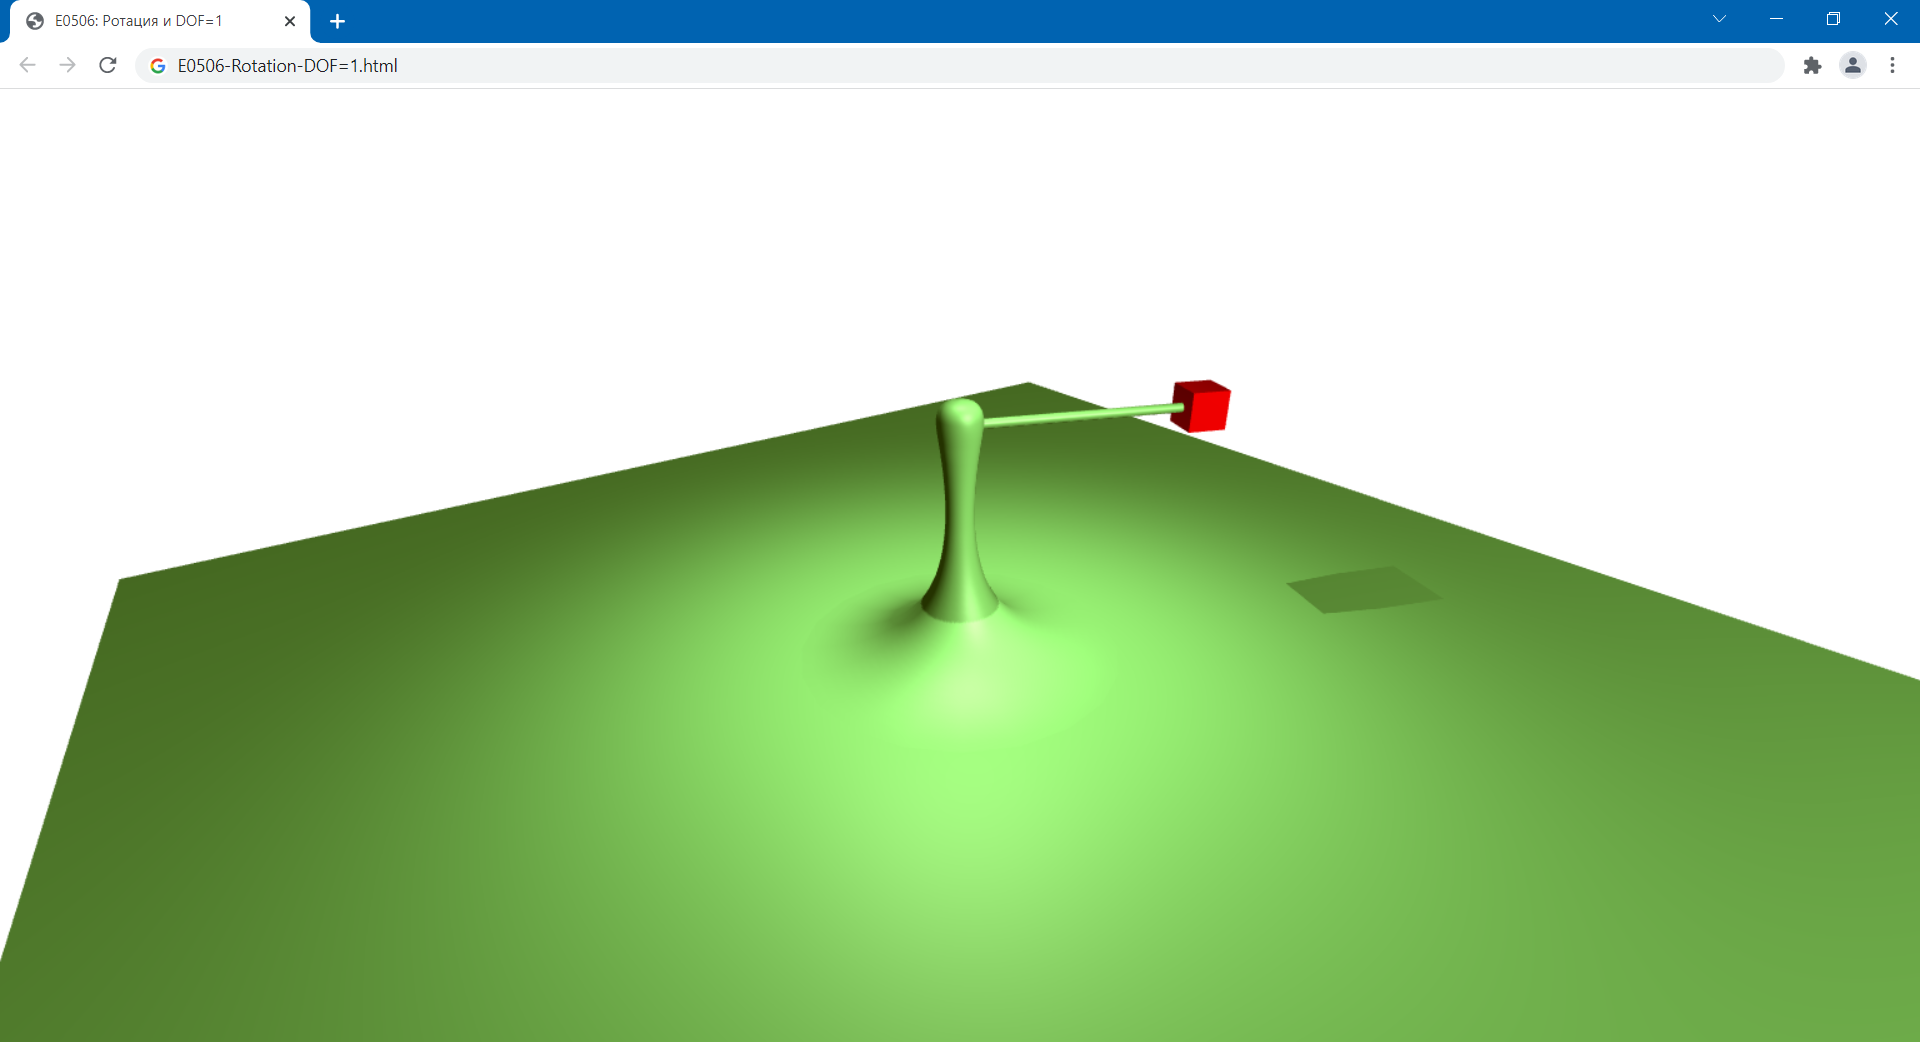 E0506: Ротация и DOF=1
E0506-Rotation-DOF=1.html